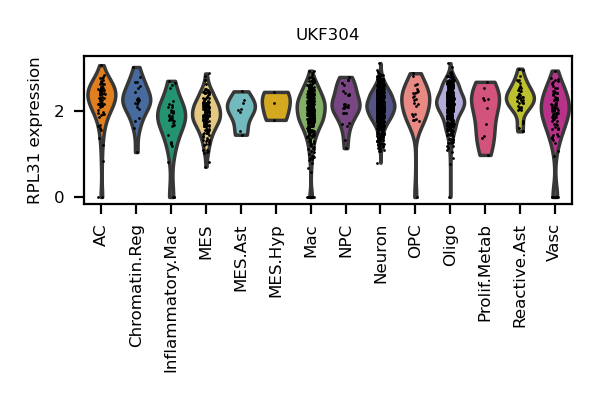 UKF304
RPL31 expression
2
0
AC
Chromatin.Reg
Inflammatory.Mac
MES
MES.Ast
MES.Hyp
Mac
NPC
Neuron
OPC
Oligo
Prolif.Metab
Reactive.Ast
Vasc